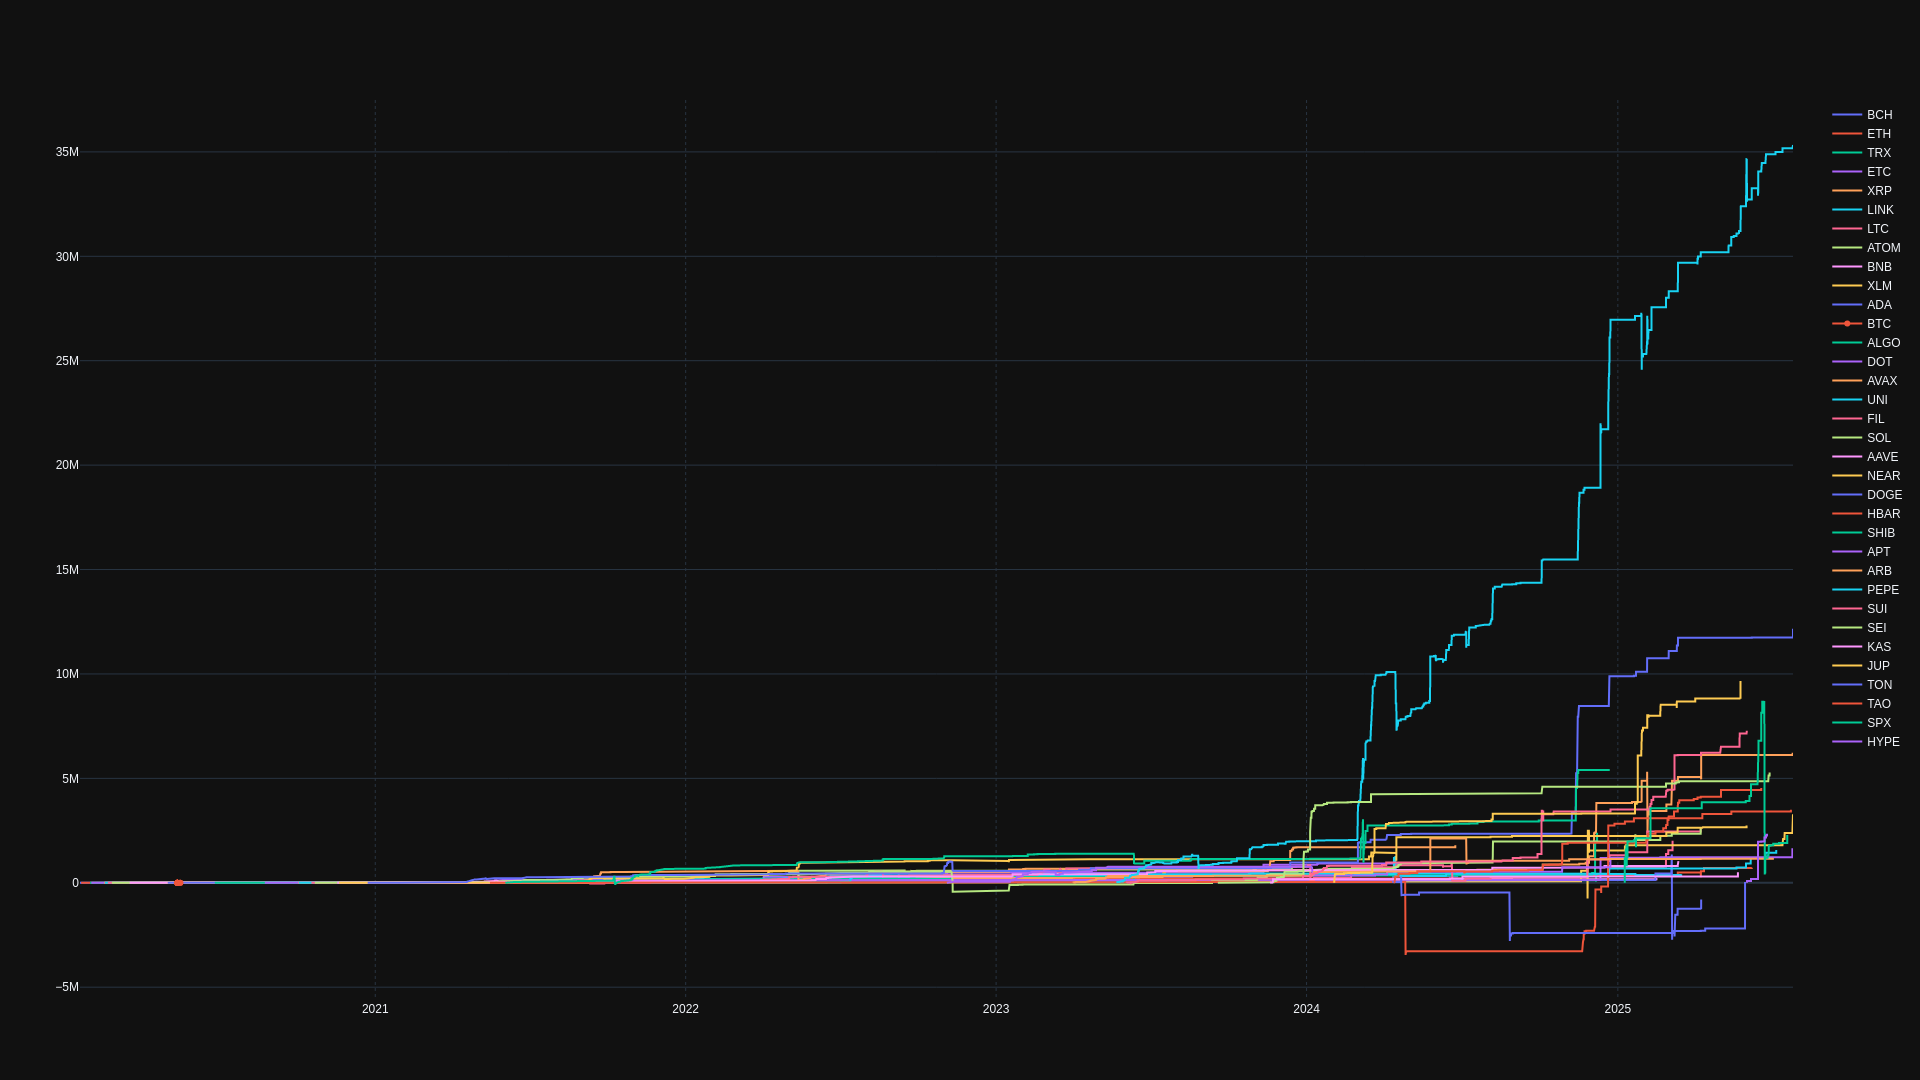 35M
30M
25M
20M
15M
10M
5M
0
−5M
2021
2022
2023
2024
2025
BCH
ETH
TRX
ETC
XRP
LINK
LTC
ATOM
BNB
XLM
ADA
BTC
ALGO
DOT
AVAX
UNI
FIL
SOL
AAVE
NEAR
DOGE
HBAR
SHIB
APT
ARB
PEPE
SUI
SEI
KAS
JUP
TON
TAO
SPX
HYPE